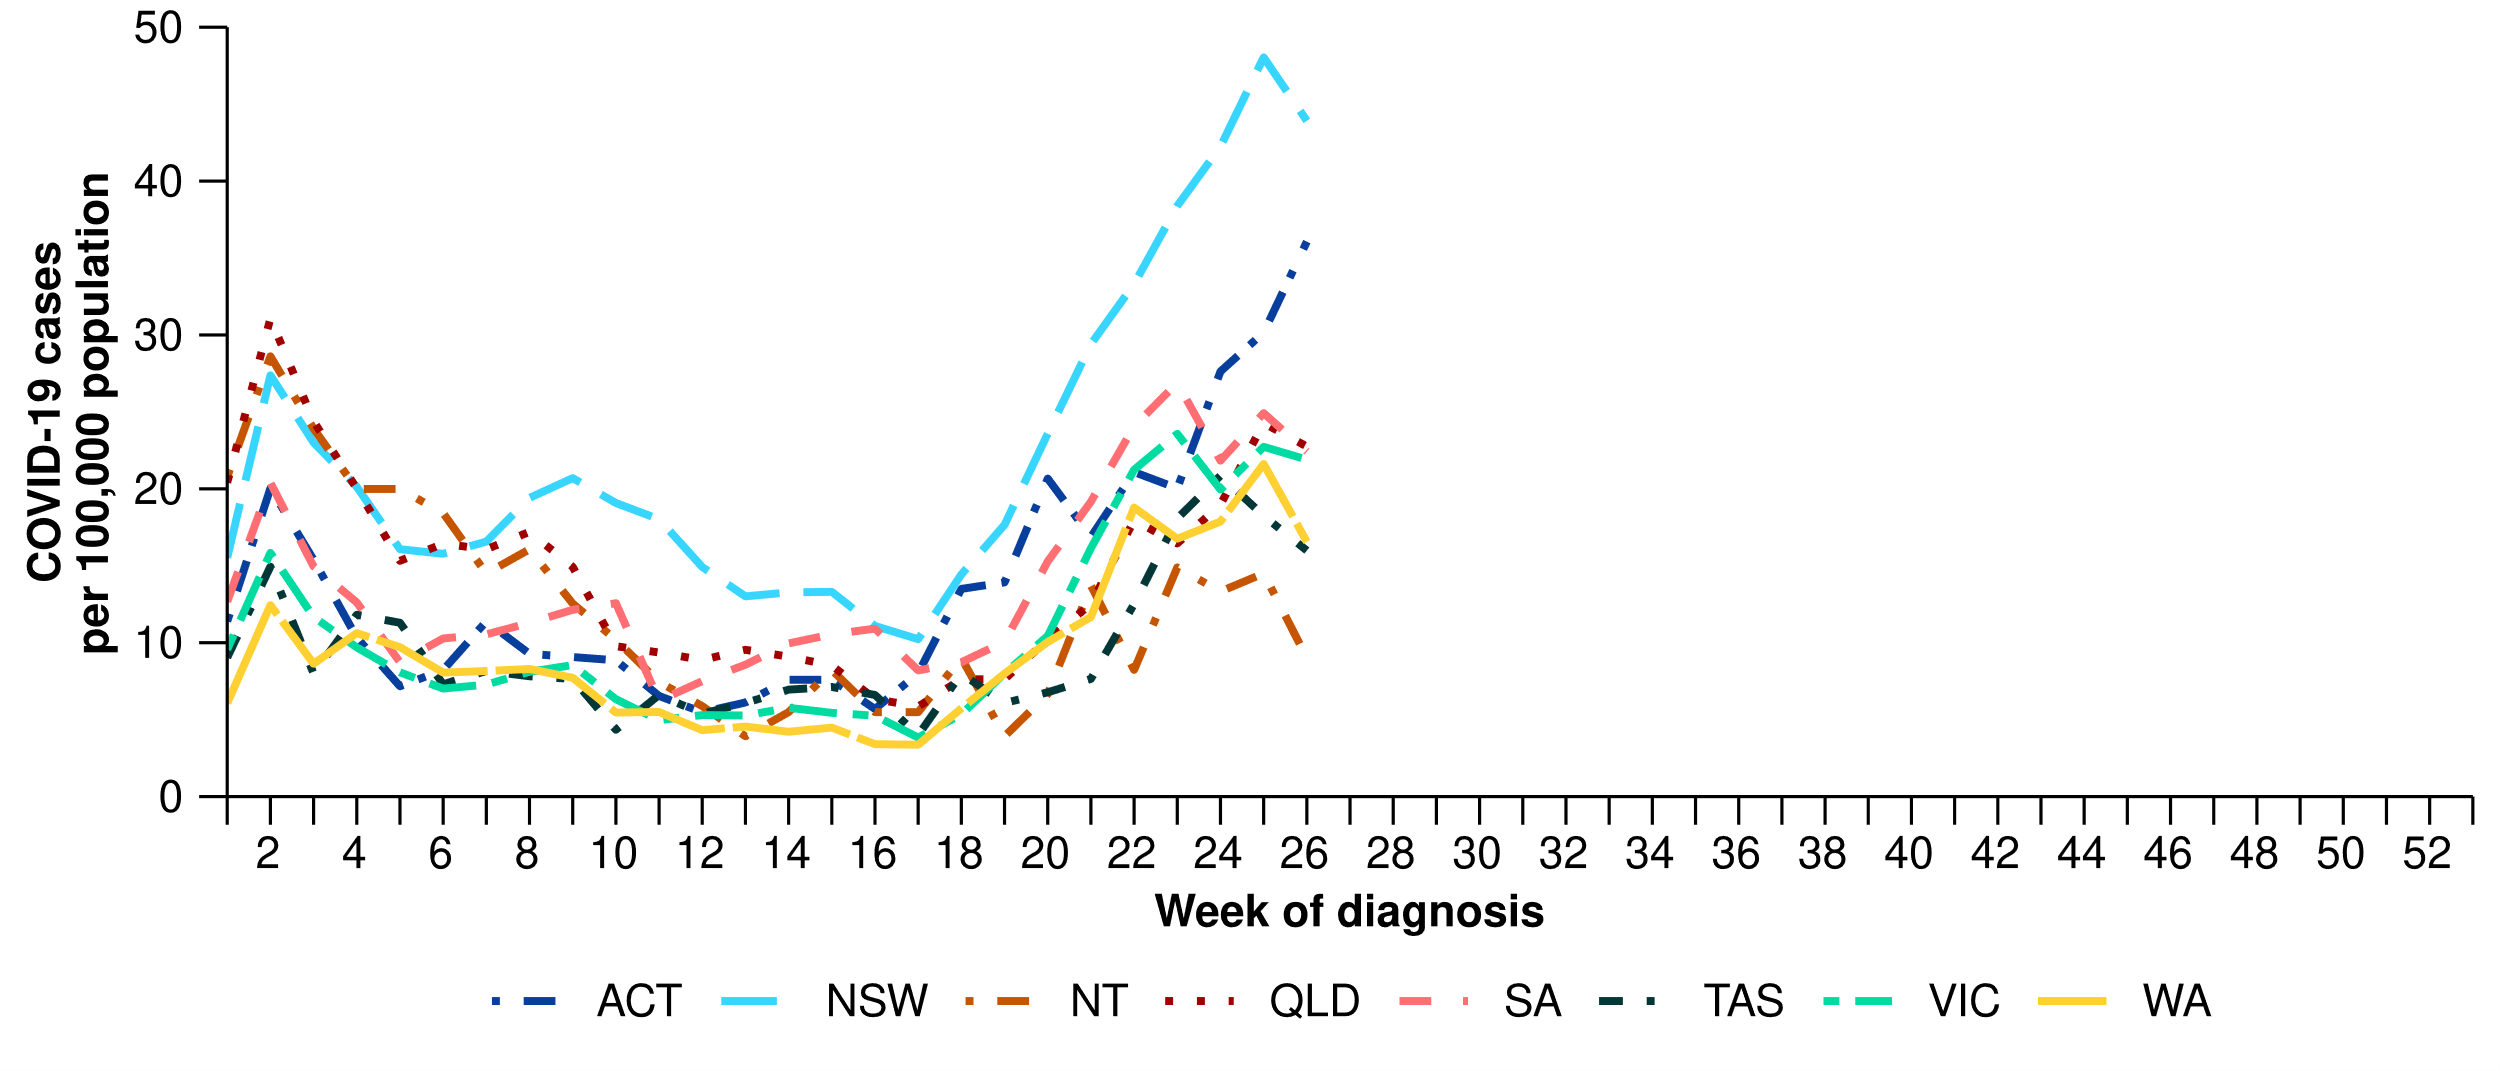 50
40
30
20
10
0
COVID-19 cases
per 100,000 population
2 4 6 8 10 12 14 16 18 20 22 24 26 28 30 32 34 36 38 40 42 44 46 48 50 52
Week of diagnosis
ACT NSW NT QLD SA TAS VIC WA